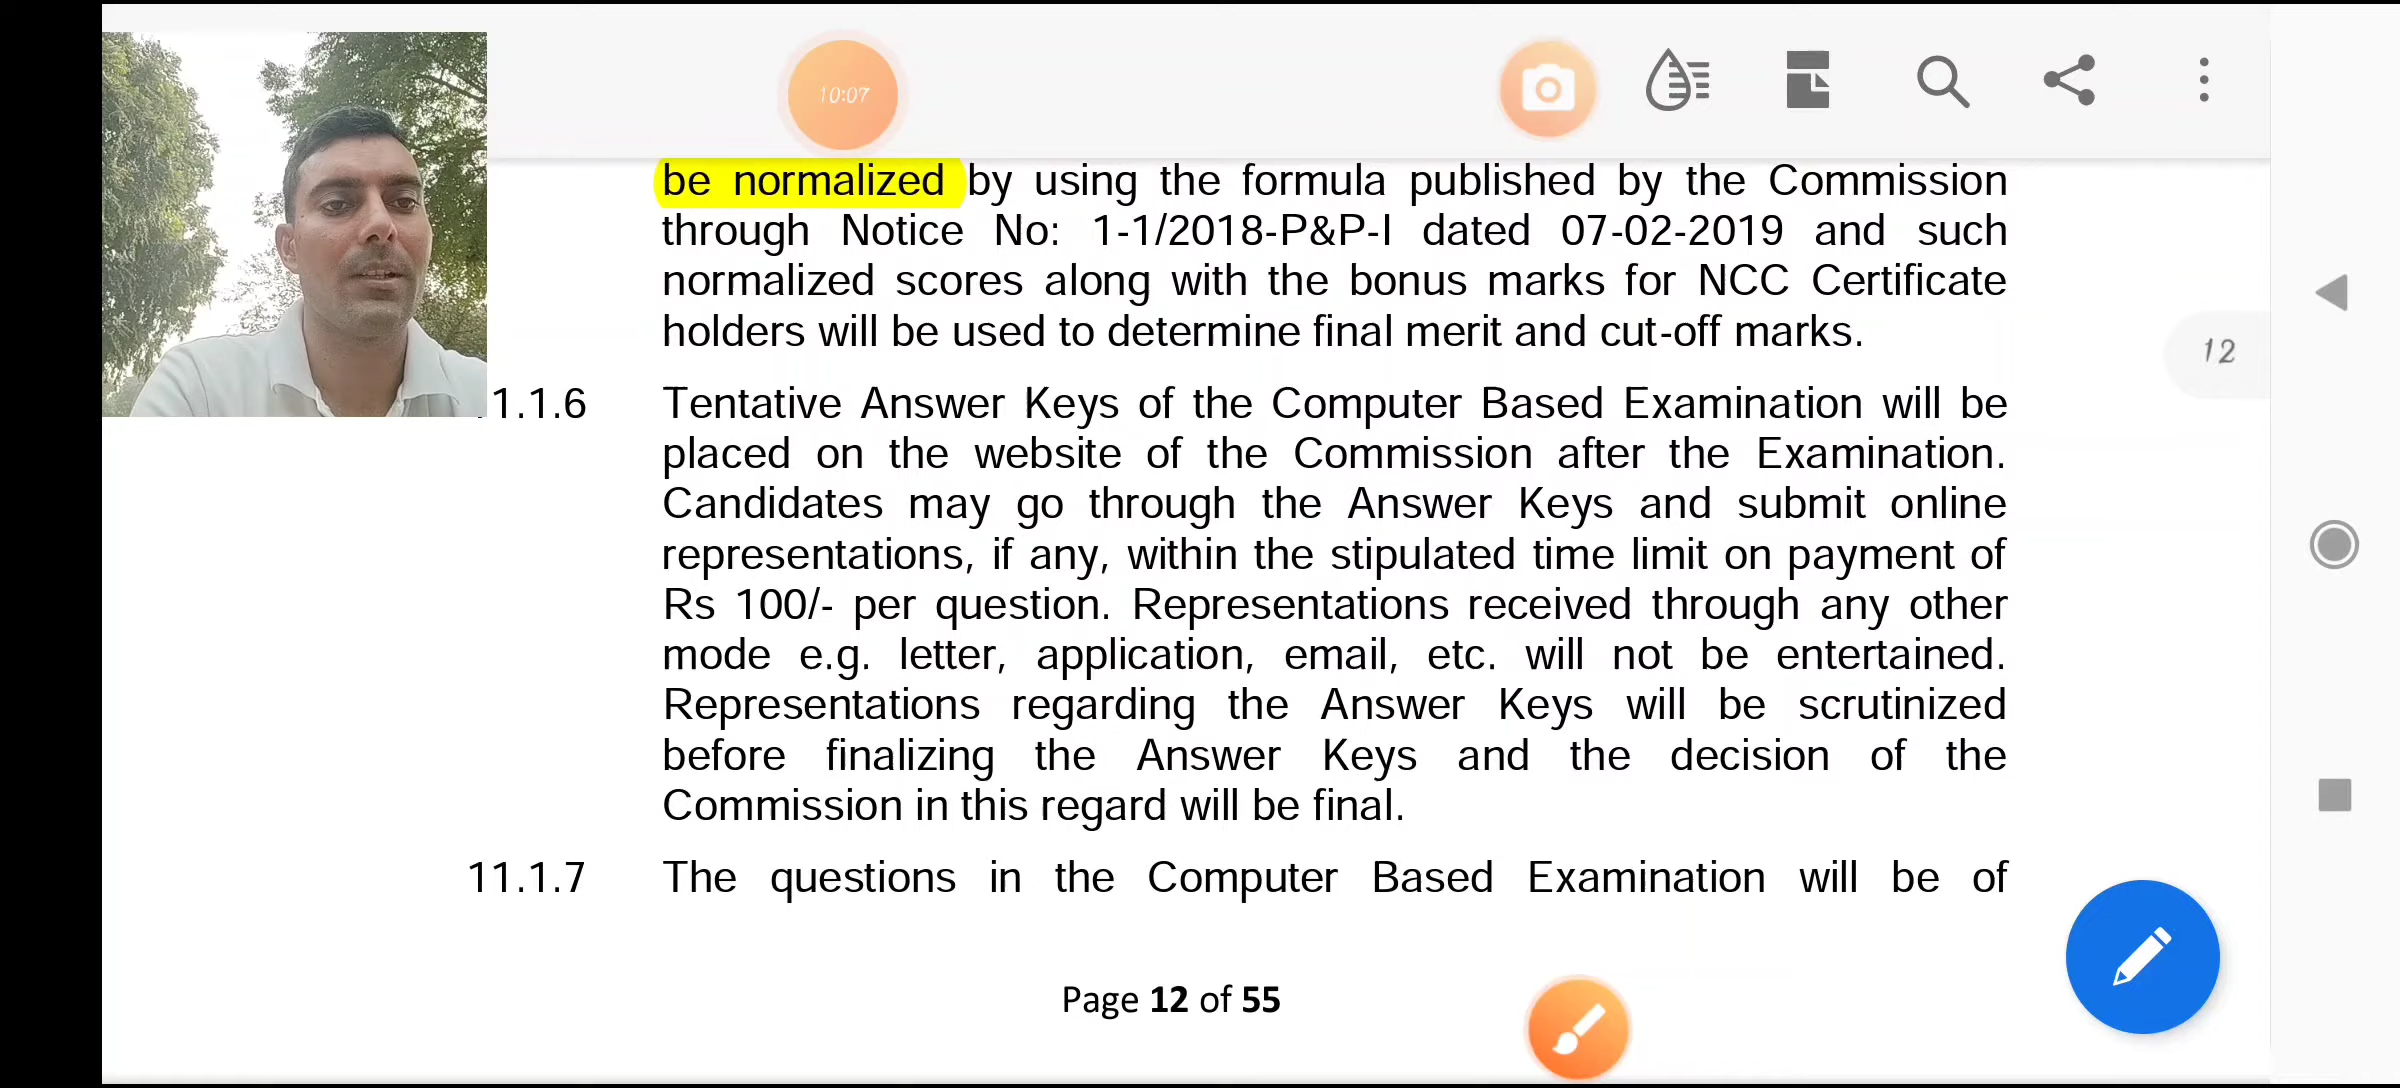 10:07
be normalized by using the formula published by the Commission
through Notice No: 1-1/2018-P&P-I dated 07-02-2019 and such
normalized scores along with the bonus marks for NCC Certificate
holders will be used to determine final merit and cut-off marks.
12
1.1.6 Tentative Answer Keys of the Computer Based Examination will be
placed on the website of the Commission after the Examination.
Candidates may go through the Answer Keys and submit online
representations, if any, within the stipulated time limit on payment of
Rs 100/- per question. Representations received through any other
mode e.g. letter, application, email, etc. will not be entertained.
Representations regarding the Answer Keys will be scrutinized
before finalizing the Answer Keys and the decision of the
Commission in this regard will be final.
11.1.7 The questions in the Computer Based Examination will be of
Page 12 of 55